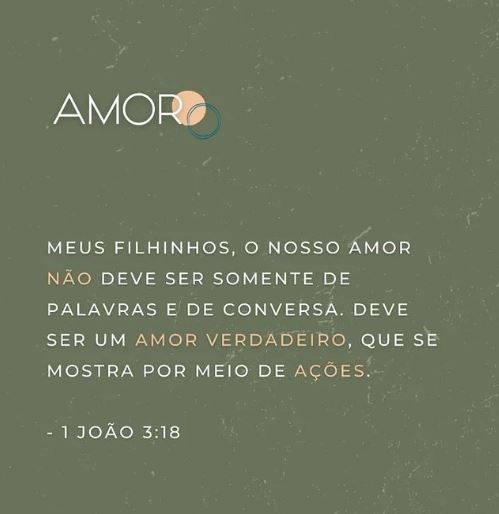 AMOR
MEUS FILHINHOS, O NOSSO AMOR
NÃO DEVE SER SOMENTE DE
PALAVRAS E DE CONVERSA. DEVE
SER UM AMOR VERDADEIRO, QUE SE
MOSTRA POR MEIO DE AÇÕES.
- 1 JOÃO 3:18